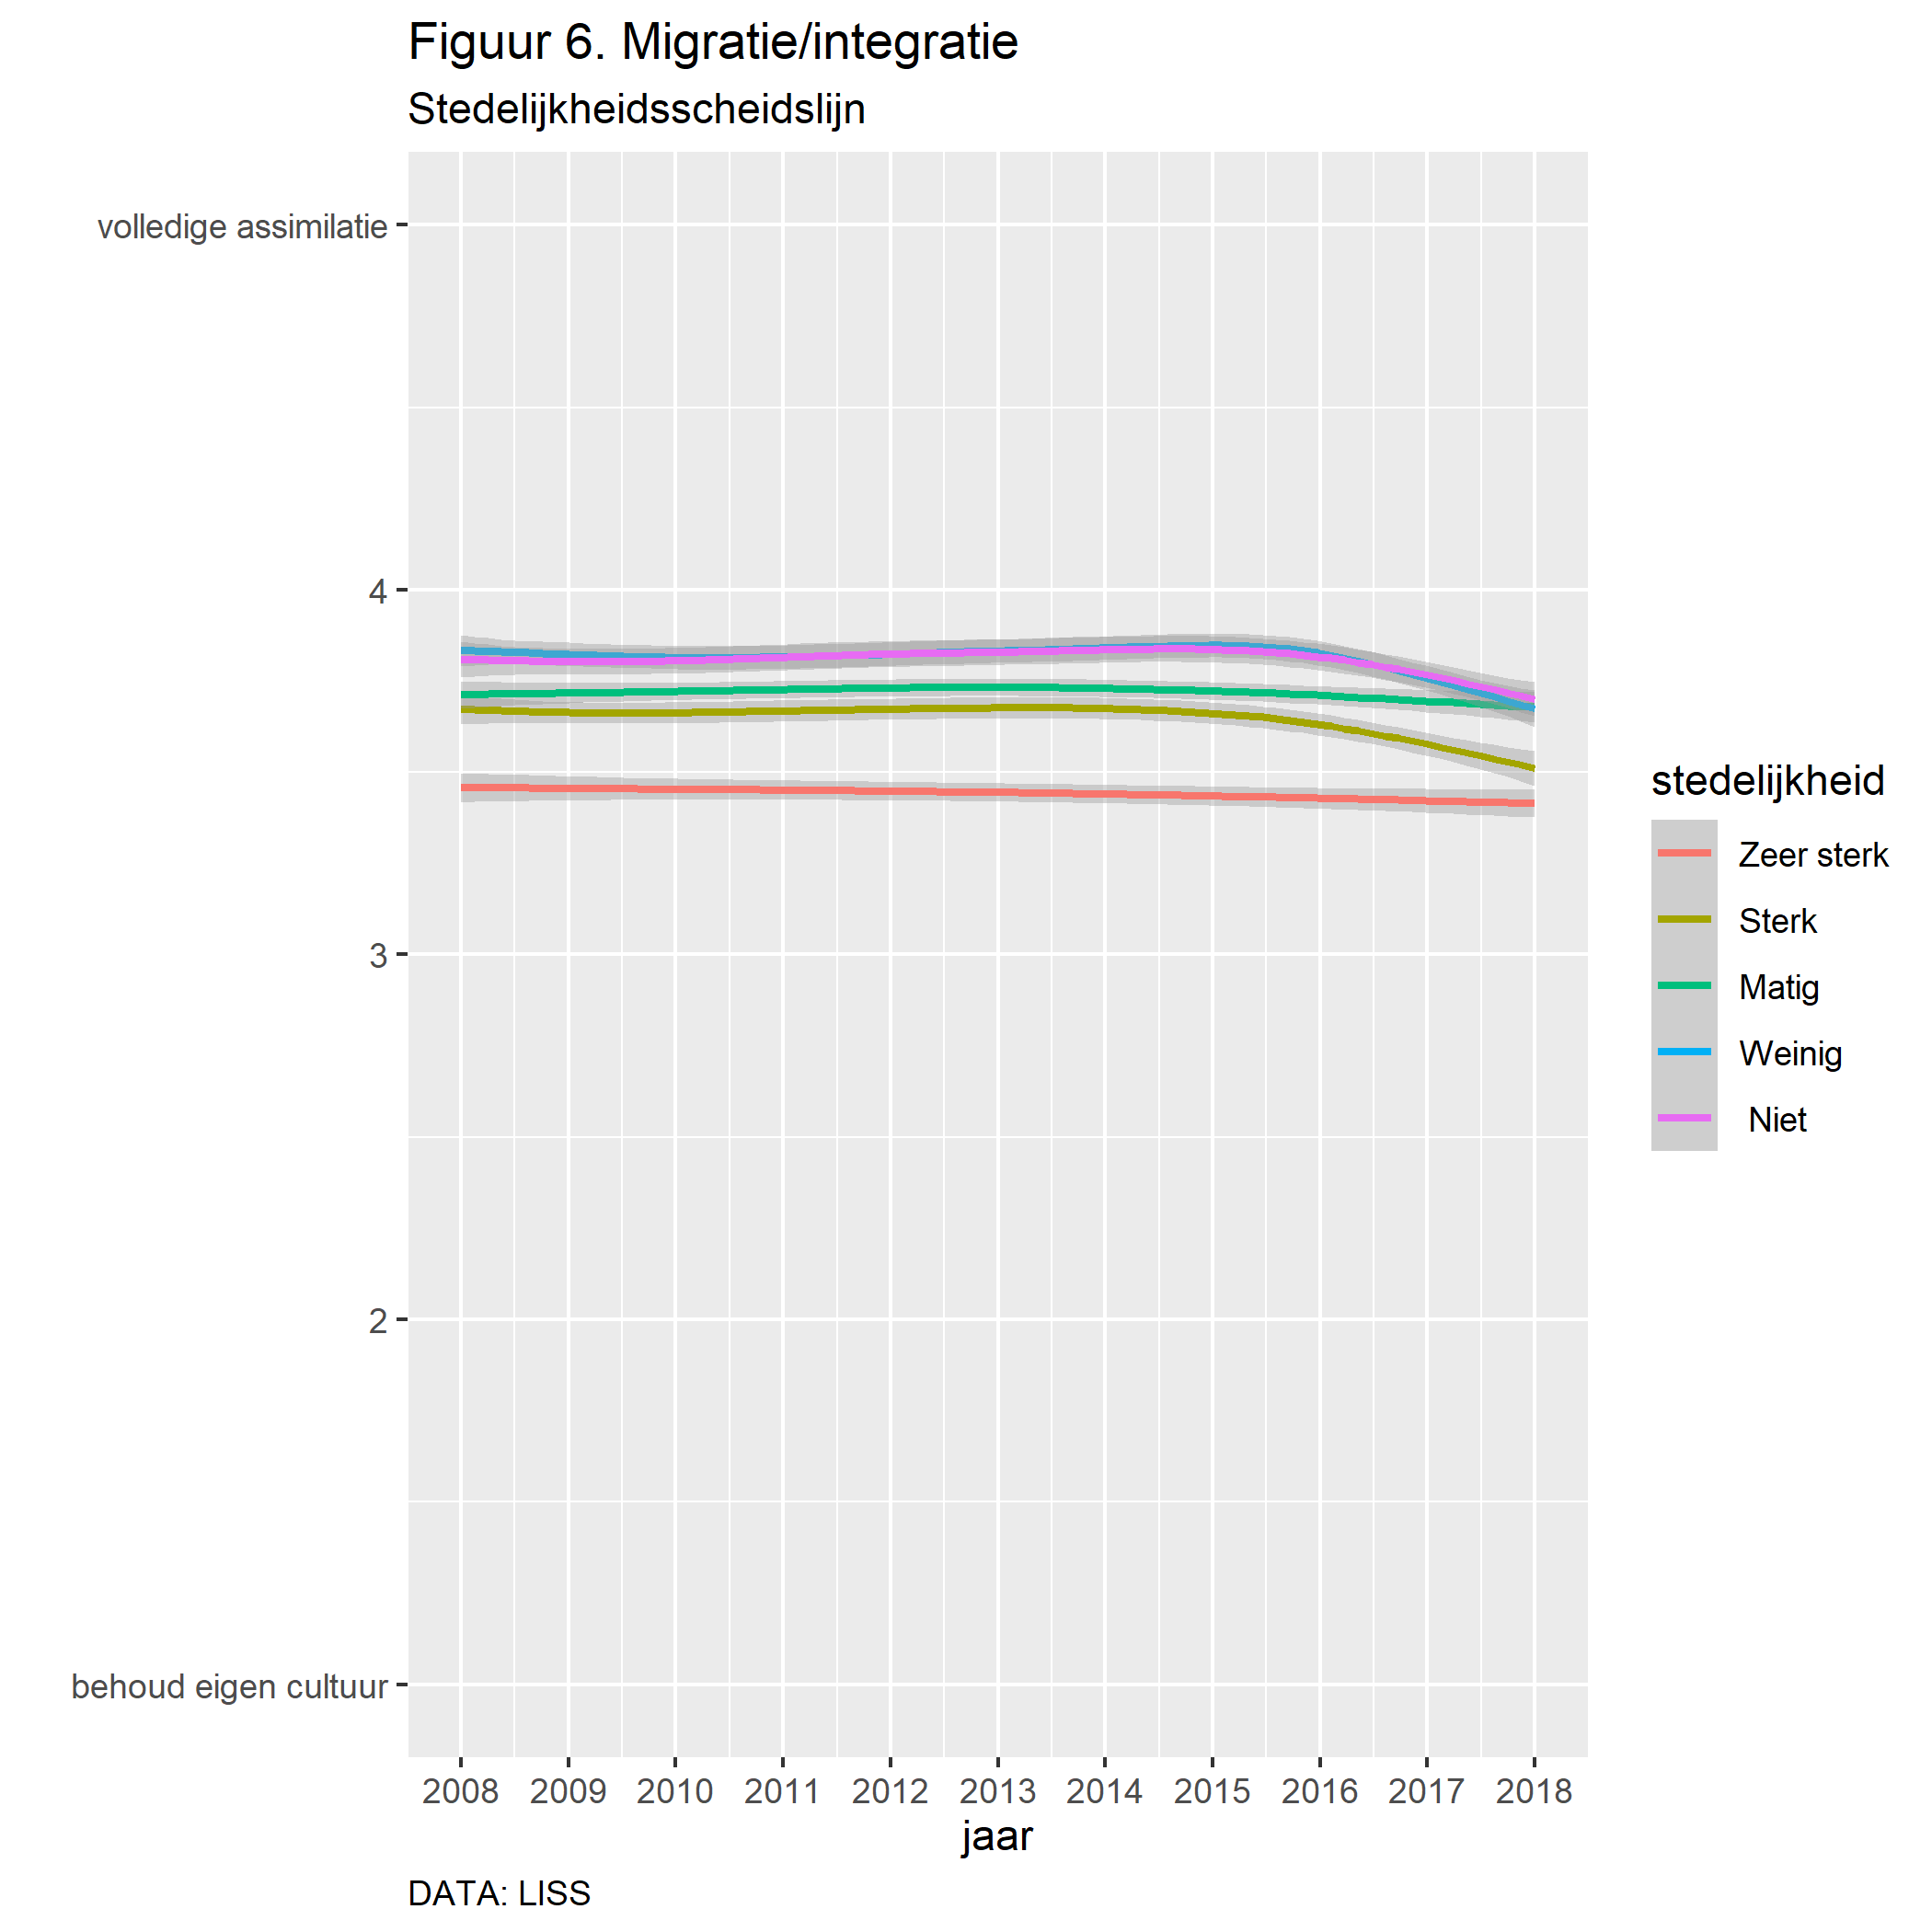 Figuur 6. Migratie/integratie
Stedelijkheidsscheidslijn
volledige assimilatie
4
3
2
behoud eigen cultuur
2008 2009 2010 2011 2012 2013 2014 2015 2016 2017 2018
jaar
DATA: LISS
stedelijkheid
Zeer sterk
Sterk
Matig
Weinig
Niet